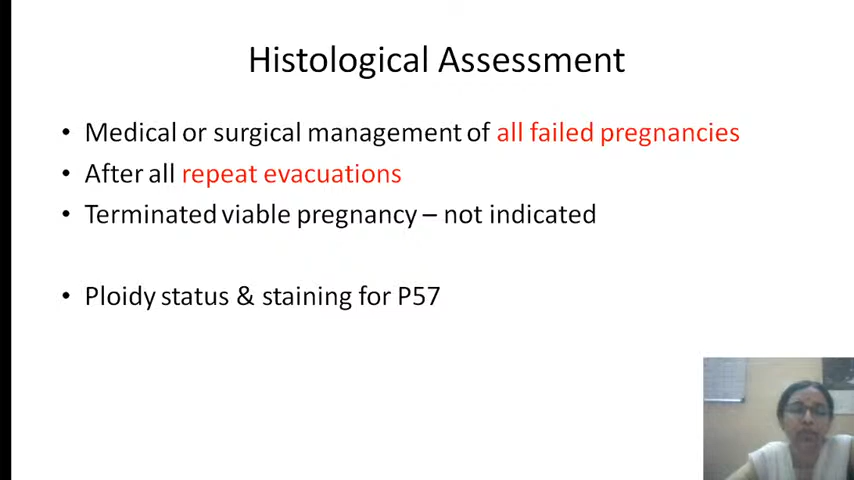 Histological Assessment
• Medical or surgical management of all failed pregnancies
• After all repeat evacuations
• Terminated viable pregnancy – not indicated
• Ploidy status & staining for P57